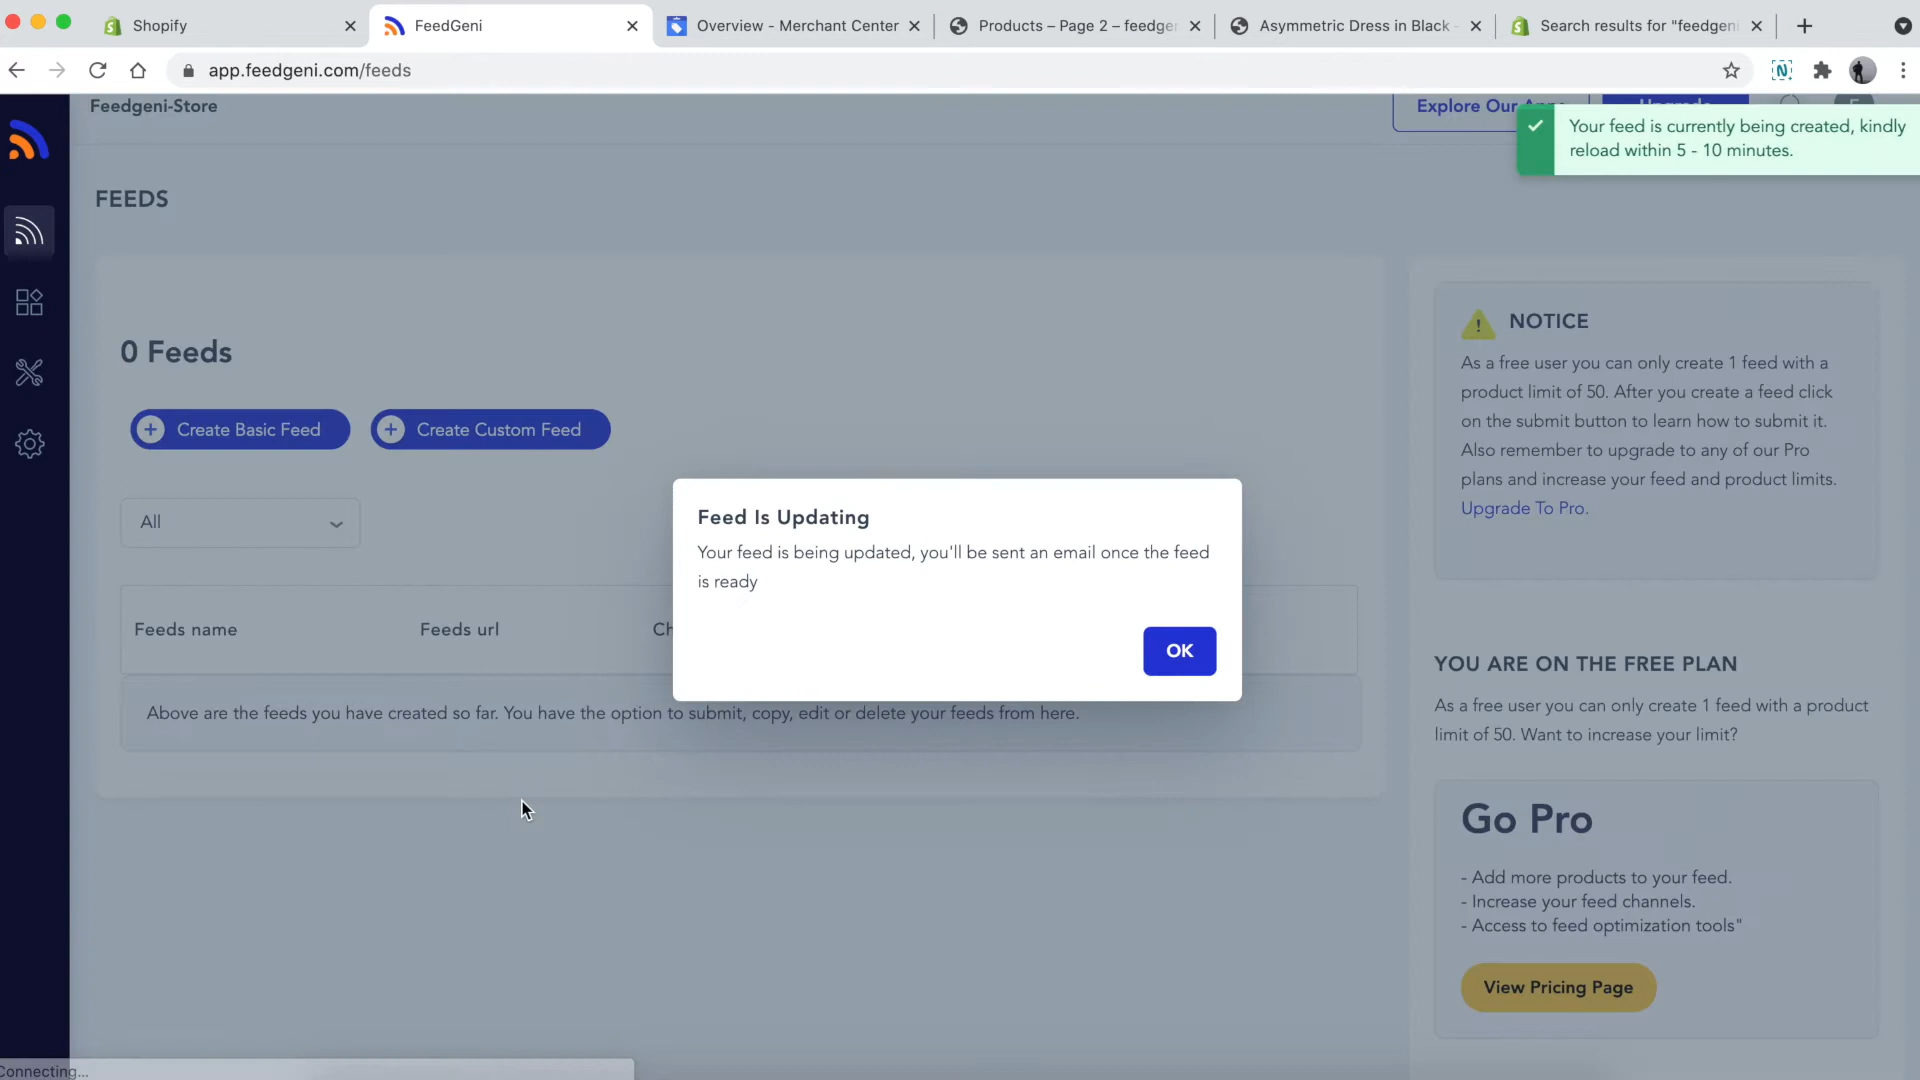 Shopify
FeedGeni
Overview - Merchant Center
Products – Page 2 – feedger
Asymmetric Dress in Black -
Search results for "feedgeni
app.feedgeni.com/feeds
Feedgeni-Store
Explore Our Apps
Upgrade
Your feed is currently being created, kindly
reload within 5 - 10 minutes.
FEEDS
0 Feeds
Create Basic Feed
Create Custom Feed
All
Feeds name
Feeds url
Ch
Above are the feeds you have created so far. You have the option to submit, copy, edit or delete your feeds from here.
Feed Is Updating
Your feed is being updated, you'll be sent an email once the feed
is ready
OK
NOTICE
As a free user you can only create 1 feed with a
product limit of 50. After you create a feed click
on the submit button to learn how to submit it.
Also remember to upgrade to any of our Pro
plans and increase your feed and product limits.
Upgrade To Pro.
YOU ARE ON THE FREE PLAN
As a free user you can only create 1 feed with a product
limit of 50. Want to increase your limit?
Go Pro
- Add more products to your feed.
- Increase your feed channels.
- Access to feed optimization tools"
View Pricing Page
Connecting...